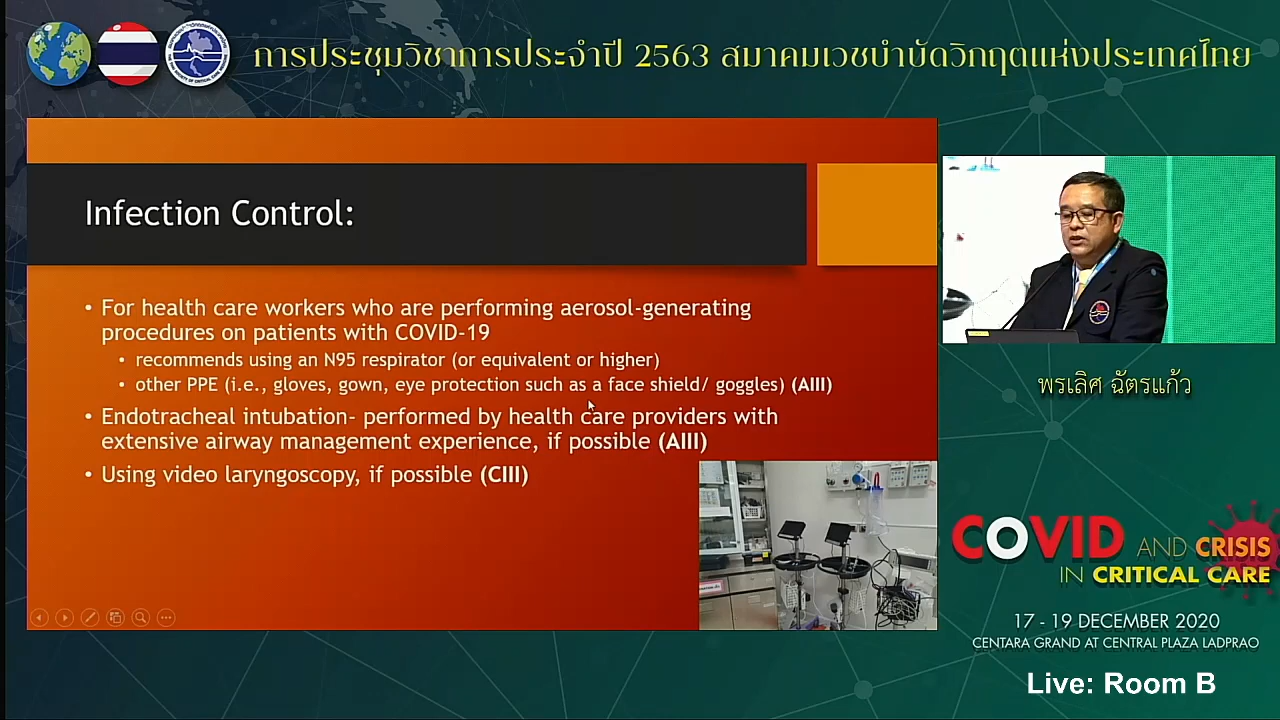 การประชุมวิชาการประจำปี 2563 สมาคมเวชบำบัดวิกฤตแห่งประเทศไทย
Infection Control:
• For health care workers who are performing aerosol-generating
procedures on patients with COVID-19
• recommends using an N95 respirator (or equivalent or higher)
• other PPE (i.e., gloves, gown, eye protection such as a face shield/ goggles) (AIII)
• Endotracheal intubation- performed by health care providers with
extensive airway management experience, if possible (AIII)
• Using video laryngoscopy, if possible (CIII)
พรเลิศ ฉัตรแก้ว
COVID AND CRISIS
IN CRITICAL CARE
17 - 19 DECEMBER 2020
CENTARA GRAND AT CENTRAL PLAZA LADPRAO
Live: Room B